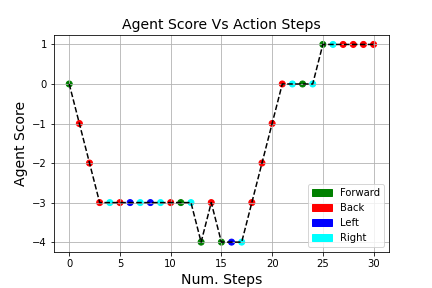 Agent Score Vs Action Steps
Agent Score
1
0
−1
−2
−3
−4
0 5 10 15 20 25 30
Num. Steps
Forward
Back
Left
Right